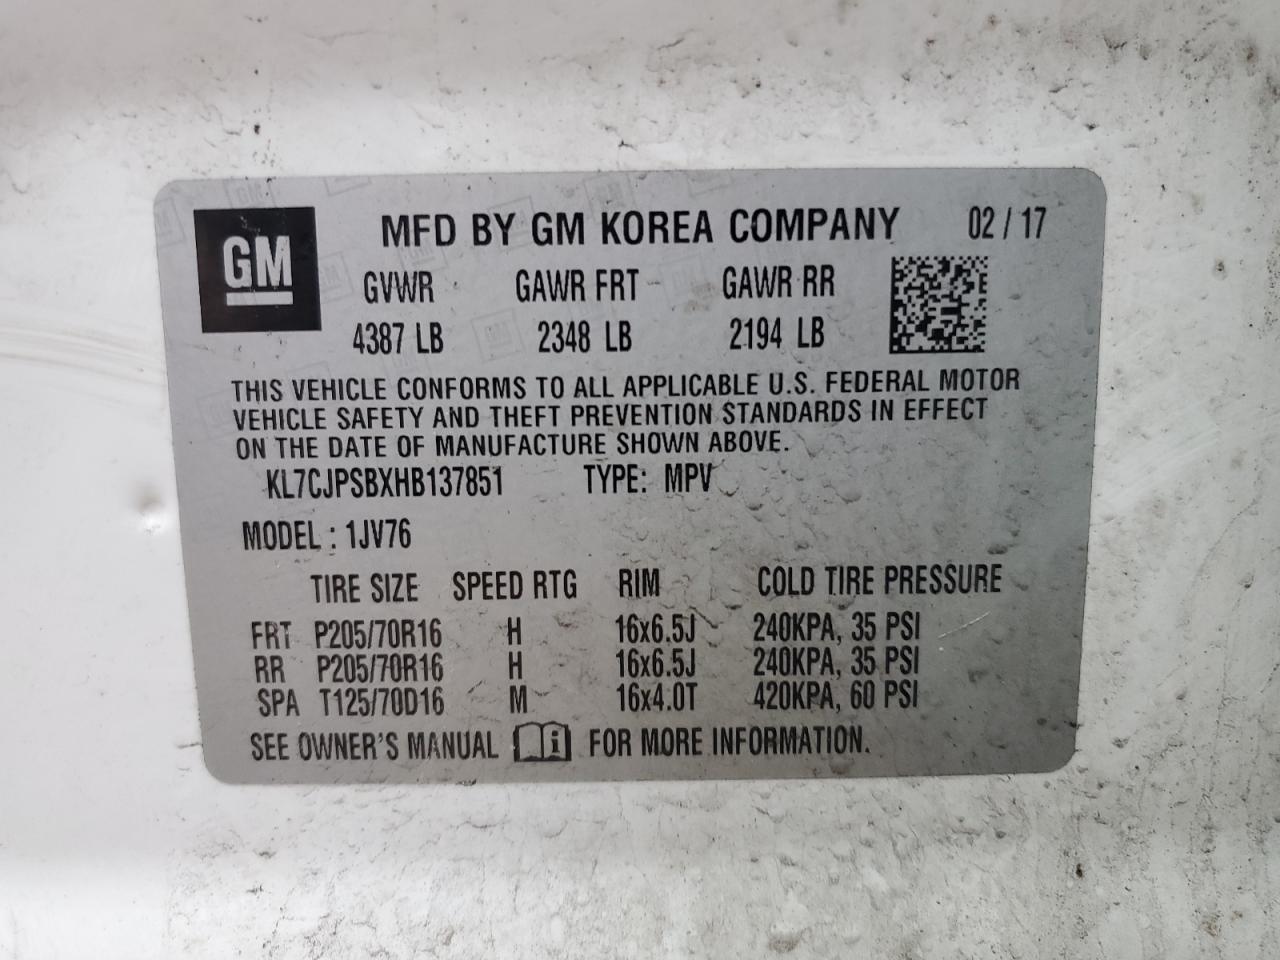 GM
MFD BY GM KOREA COMPANY 02 / 17
GVWR GAWR FRT GAWR RR
4387 LB 2348 LB 2194 LB
THIS VEHICLE CONFORMS TO ALL APPLICABLE U.S. FEDERAL MOTOR
VEHICLE SAFETY AND THEFT PREVENTION STANDARDS IN EFFECT
ON THE DATE OF MANUFACTURE SHOWN ABOVE.
KL7CJPSBXHB137851 TYPE: MPV
MODEL : 1JV76
TIRE SIZE SPEED RTG RIM COLD TIRE PRESSURE
FRT P205/70R16 H 16x6.5J 240KPA, 35 PSI
RR P205/70R16 H 16x6.5J 240KPA, 35 PSI
SPA T125/70D16 M 16x4.0T 420KPA, 60 PSI
SEE OWNER'S MANUAL i FOR MORE INFORMATION.